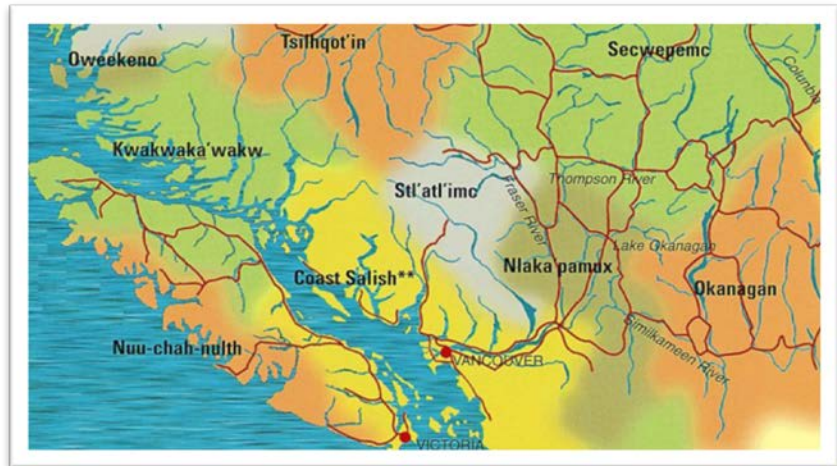 Tsilhqot'in
Oweekeno
Secwepemc
Columbia
Kwakwaka'wakw
Stl'atl'imc
Fraser River
Thompson River
Lake Okanagan
Nlaka'pamux
Coast Salish**
Okanagan
Nuu-chah-nulth
Similkameen River
VANCOUVER
VICTORIA